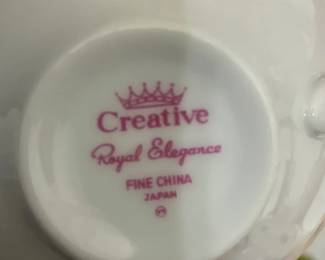 Creative
Royal Elegance
FINE CHINA
JAPAN